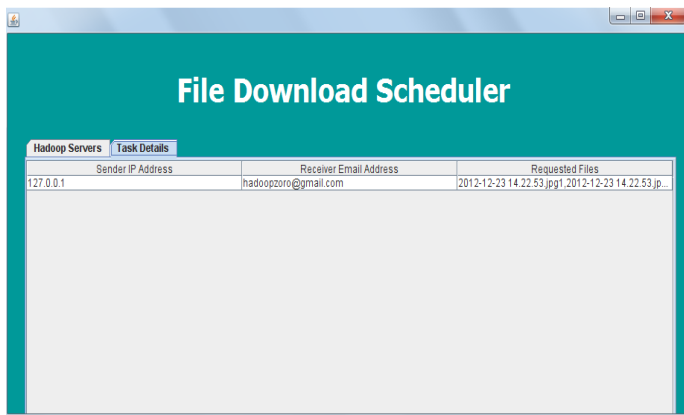 File Download Scheduler
Hadoop Servers Task Details
Sender IP Address Receiver Email Address Requested Files
127.0.0.1 hadoopzoro@gmail.com 2012-12-23 14.22.53.jpg1,2012-12-23 14.22.53.jp...